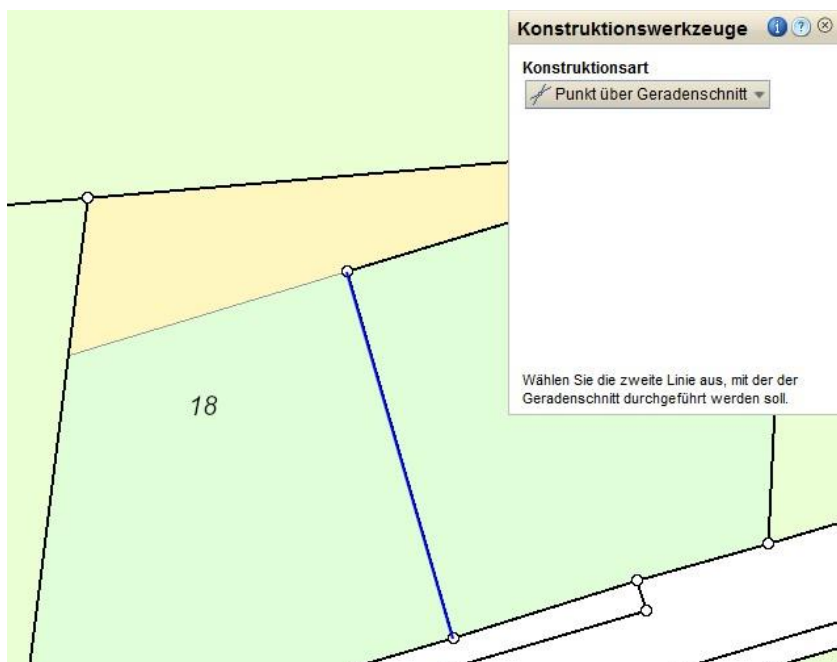 Konstruktionswerkzeuge
Konstruktionsart
Punkt über Geradenschnitt
Wählen Sie die zweite Linie aus, mit der der
Geradenschnitt durchgeführt werden soll.
18